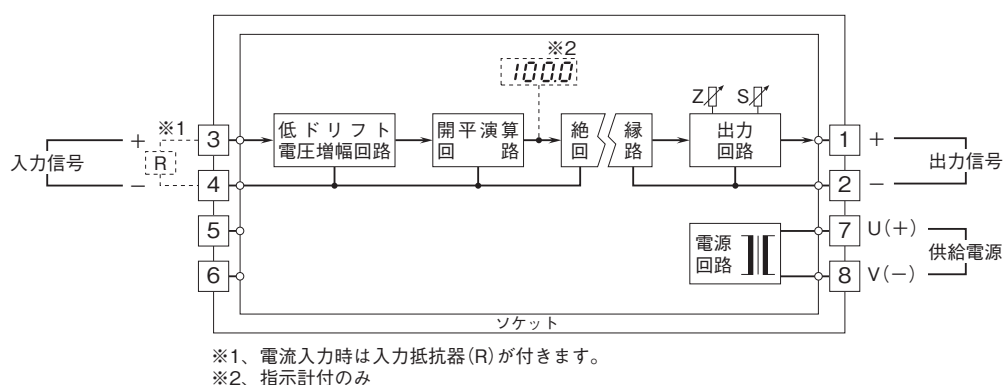 ※2
100.0
Z S
※1
入力信号
+
R
−
3
4
5
6
低ドリフト
電圧増幅回路
開平演算
回路
絶縁
回路
出力
回路
1 +
2 −
出力信号
電源
回路
7 U(+)
8 V(−)
供給電源
ソケット
※1、電流入力時は入力抵抗器(R)が付きます。
※2、指示計付のみ